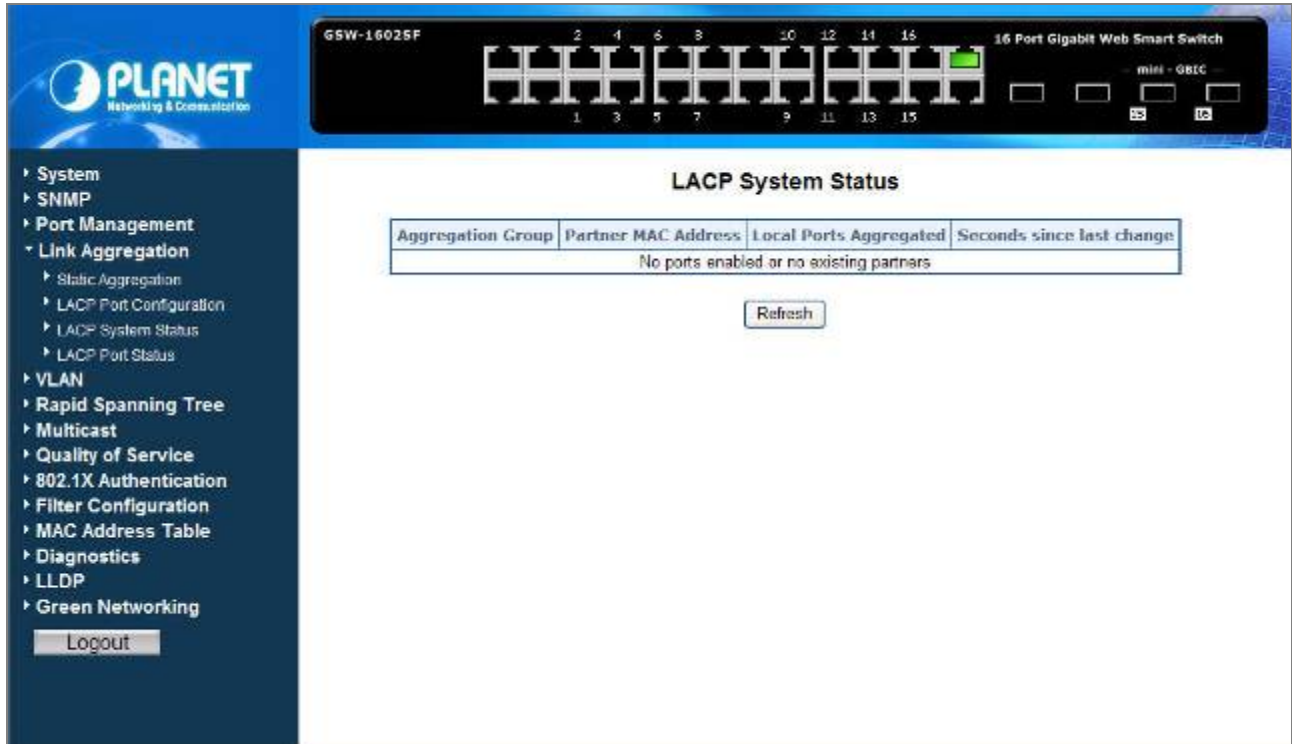 PLANET
Networking & Communication
GSW-1602SF
2 4 6 8 10 12 14 16
16 Port Gigabit Web Smart Switch
mini - GBIC
1 3 5 7 9 11 13 15
15 16
System
SNMP
Port Management
Link Aggregation
Static Aggregation
LACP Port Configuration
LACP System Status
LACP Port Status
VLAN
Rapid Spanning Tree
Multicast
Quality of Service
802.1X Authentication
Filter Configuration
MAC Address Table
Diagnostics
LLDP
Green Networking
Logout
LACP System Status
Aggregation Group Partner MAC Address Local Ports Aggregated Seconds since last change
No ports enabled or no existing partners
Refresh